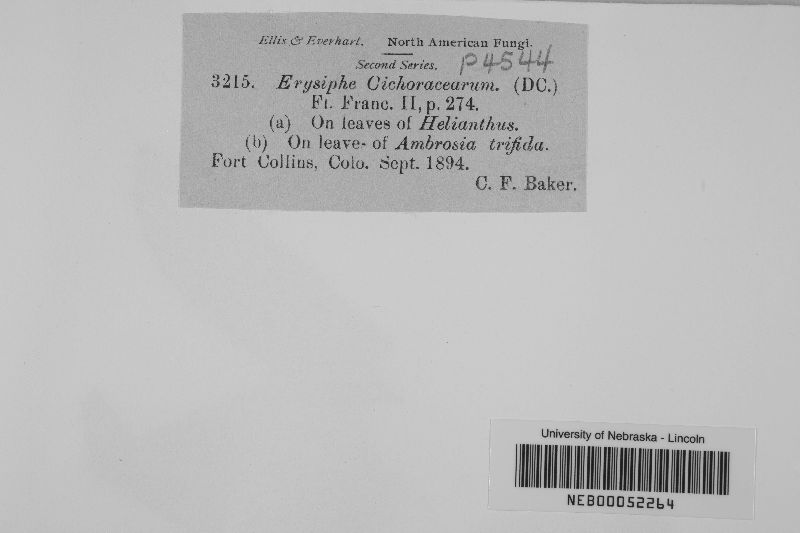 Ellis & Everhart. North American Fungi.
Second Series. P4544
3215. Erysiphe Cichoracearum. (DC.)
Fl. Franc. II, p. 274.
(a) On leaves of Helianthus.
(b) On leaves of Ambrosia trifida.
Fort Collins, Colo. Sept. 1894.
C. F. Baker.
University of Nebraska - Lincoln
NEB00052264